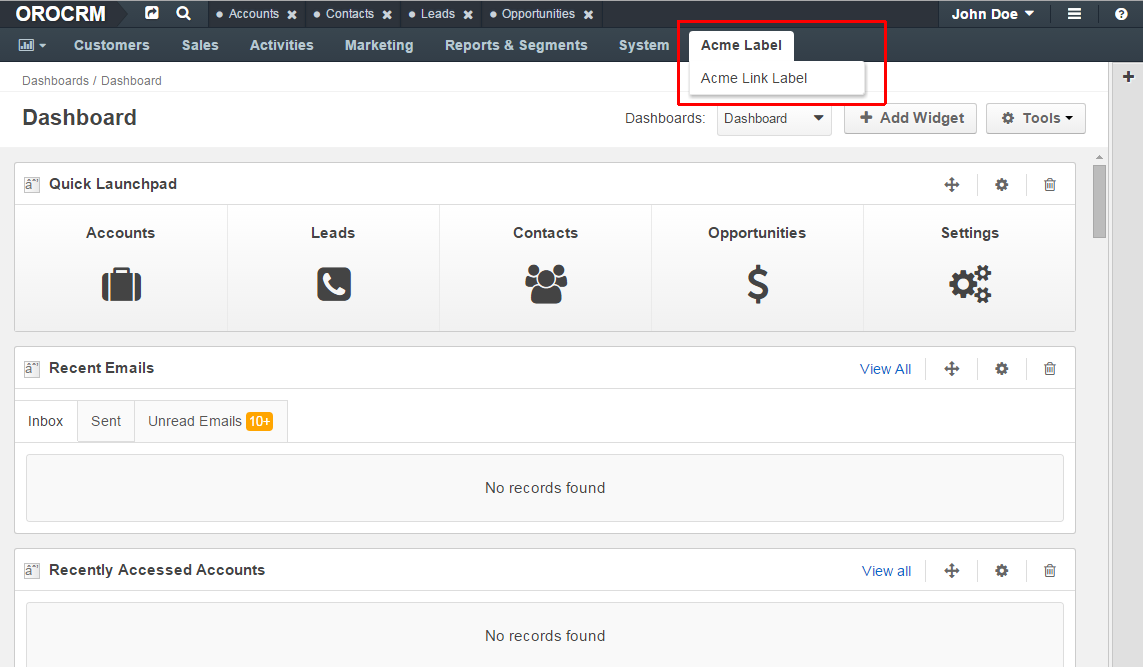 OROCRM Accounts Contacts Leads Opportunities John Doe
Customers Sales Activities Marketing Reports & Segments System Acme Label
Acme Link Label
Dashboards / Dashboard
Dashboard Dashboards: Dashboard Add Widget Tools
â˜ Quick Launchpad
Accounts Leads Contacts Opportunities Settings
$
Recent Emails View All
Inbox Sent Unread Emails 10+
No records found
Recently Accessed Accounts View all
No records found